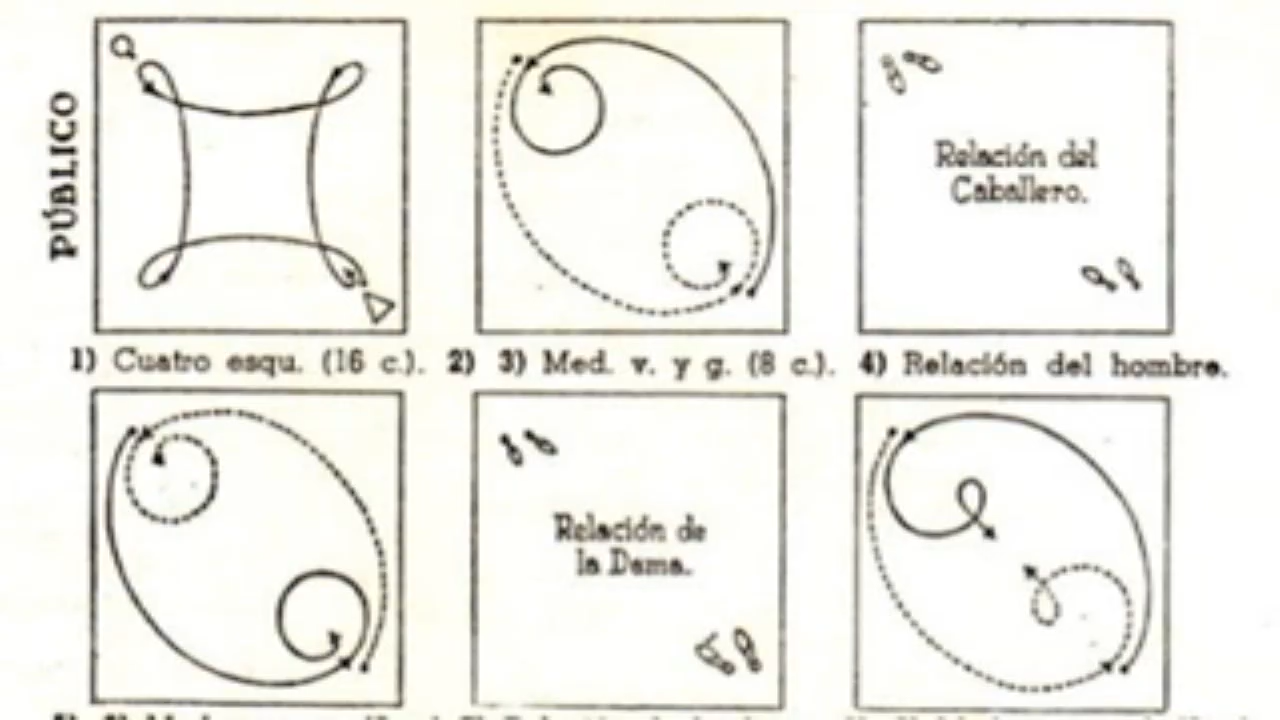 PÚBLICO
Relación del
Caballero.
1) Cuatro esqu. (16 c.). 2) 3) Med. v. y g. (8 c.). 4) Relación del hombre.
Relación de
la Dama.